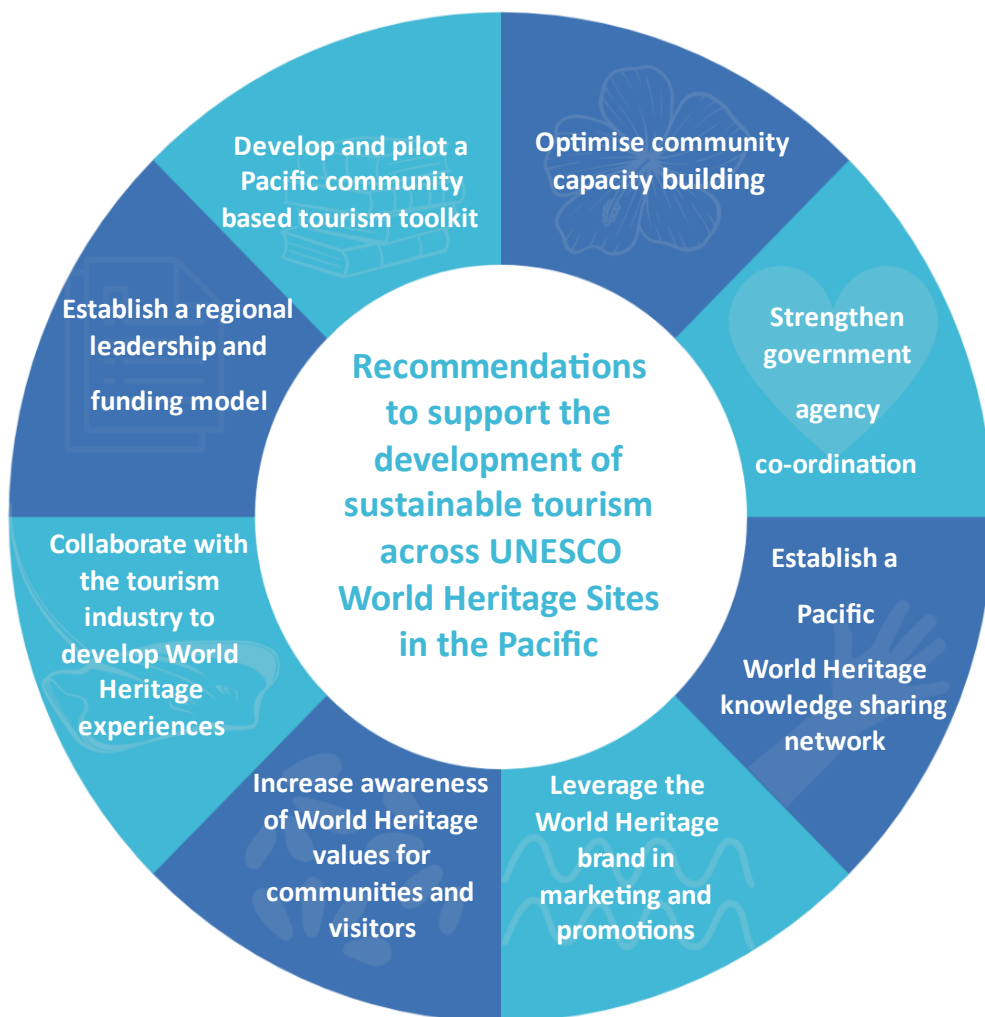 Recommendations
to support the
development of
sustainable tourism
across UNESCO
World Heritage Sites
in the Pacific
Optimise community
capacity building
Strengthen
government
agency
co-ordination
Establish a
Pacific
World Heritage
knowledge sharing
network
Leverage the
World Heritage
brand in
marketing and
promotions
Increase awareness
of World Heritage
values for
communities and
visitors
Collaborate with
the tourism
industry to
develop World
Heritage
experiences
Establish a regional
leadership and
funding model
Develop and pilot a
Pacific community
based tourism toolkit